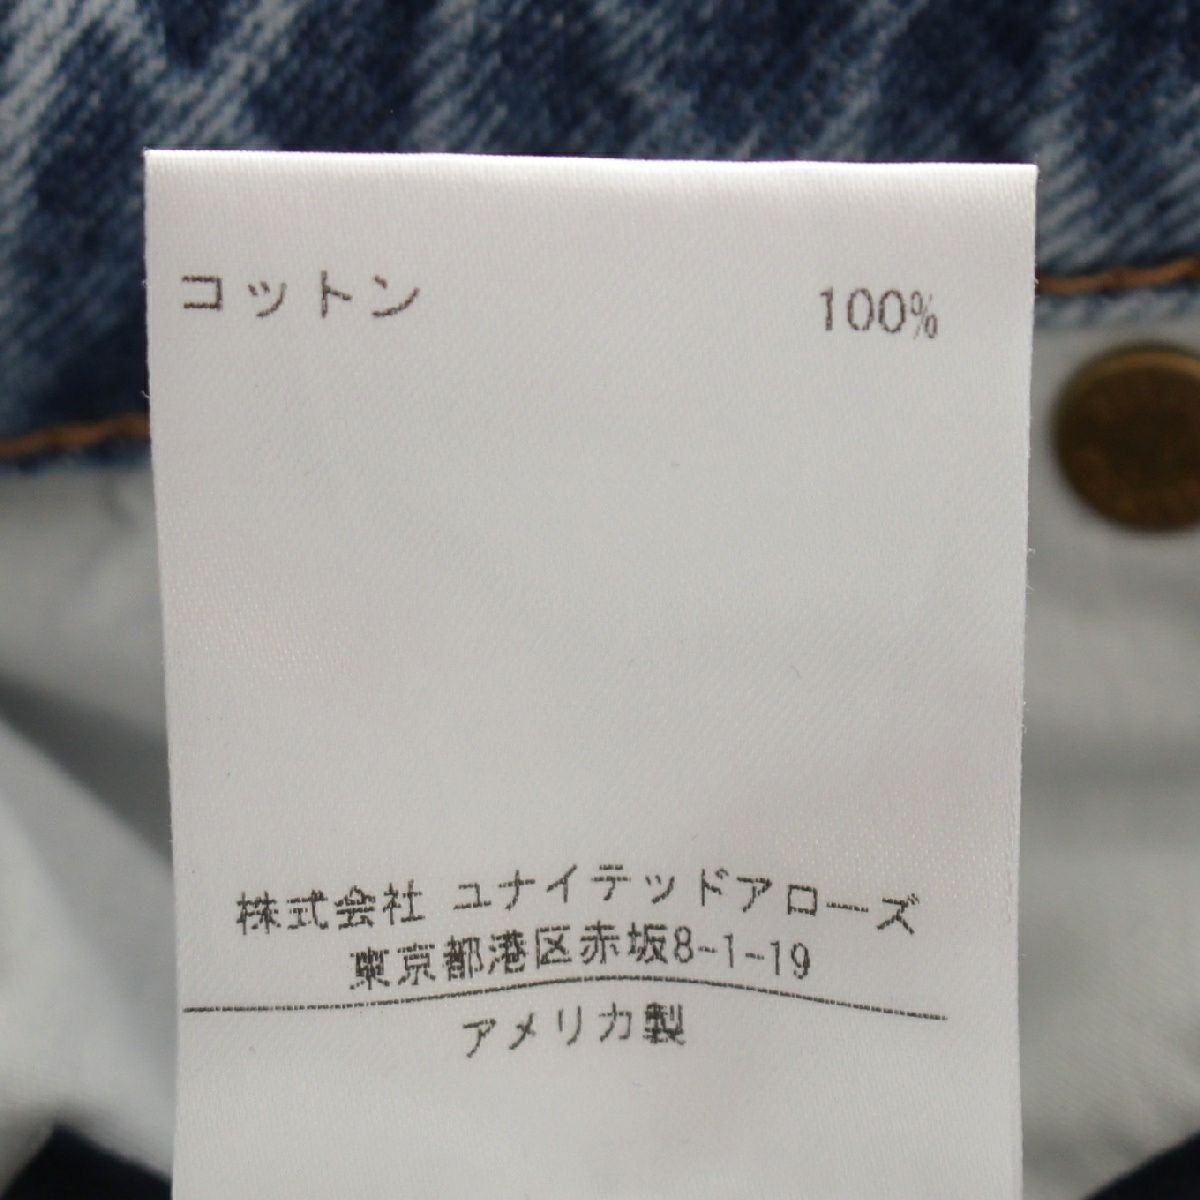 コットン 100%
株式会社 ユナイテッドアローズ
東京都港区赤坂8-1-19
アメリカ製